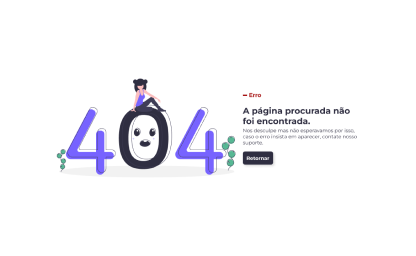 404
Erro
A página procurada não
foi encontrada.
Nos desculpe mas não esperavamos por isso,
caso o erro insista em aparecer, contate nosso
suporte.
Retornar